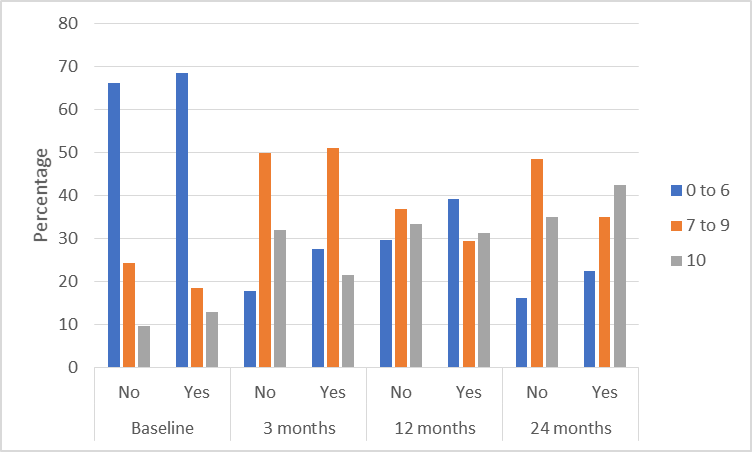 Percentage
80
70
60
50
40
30
20
10
0
No Yes No Yes No Yes No Yes
Baseline 3 months 12 months 24 months
0 to 6
7 to 9
10